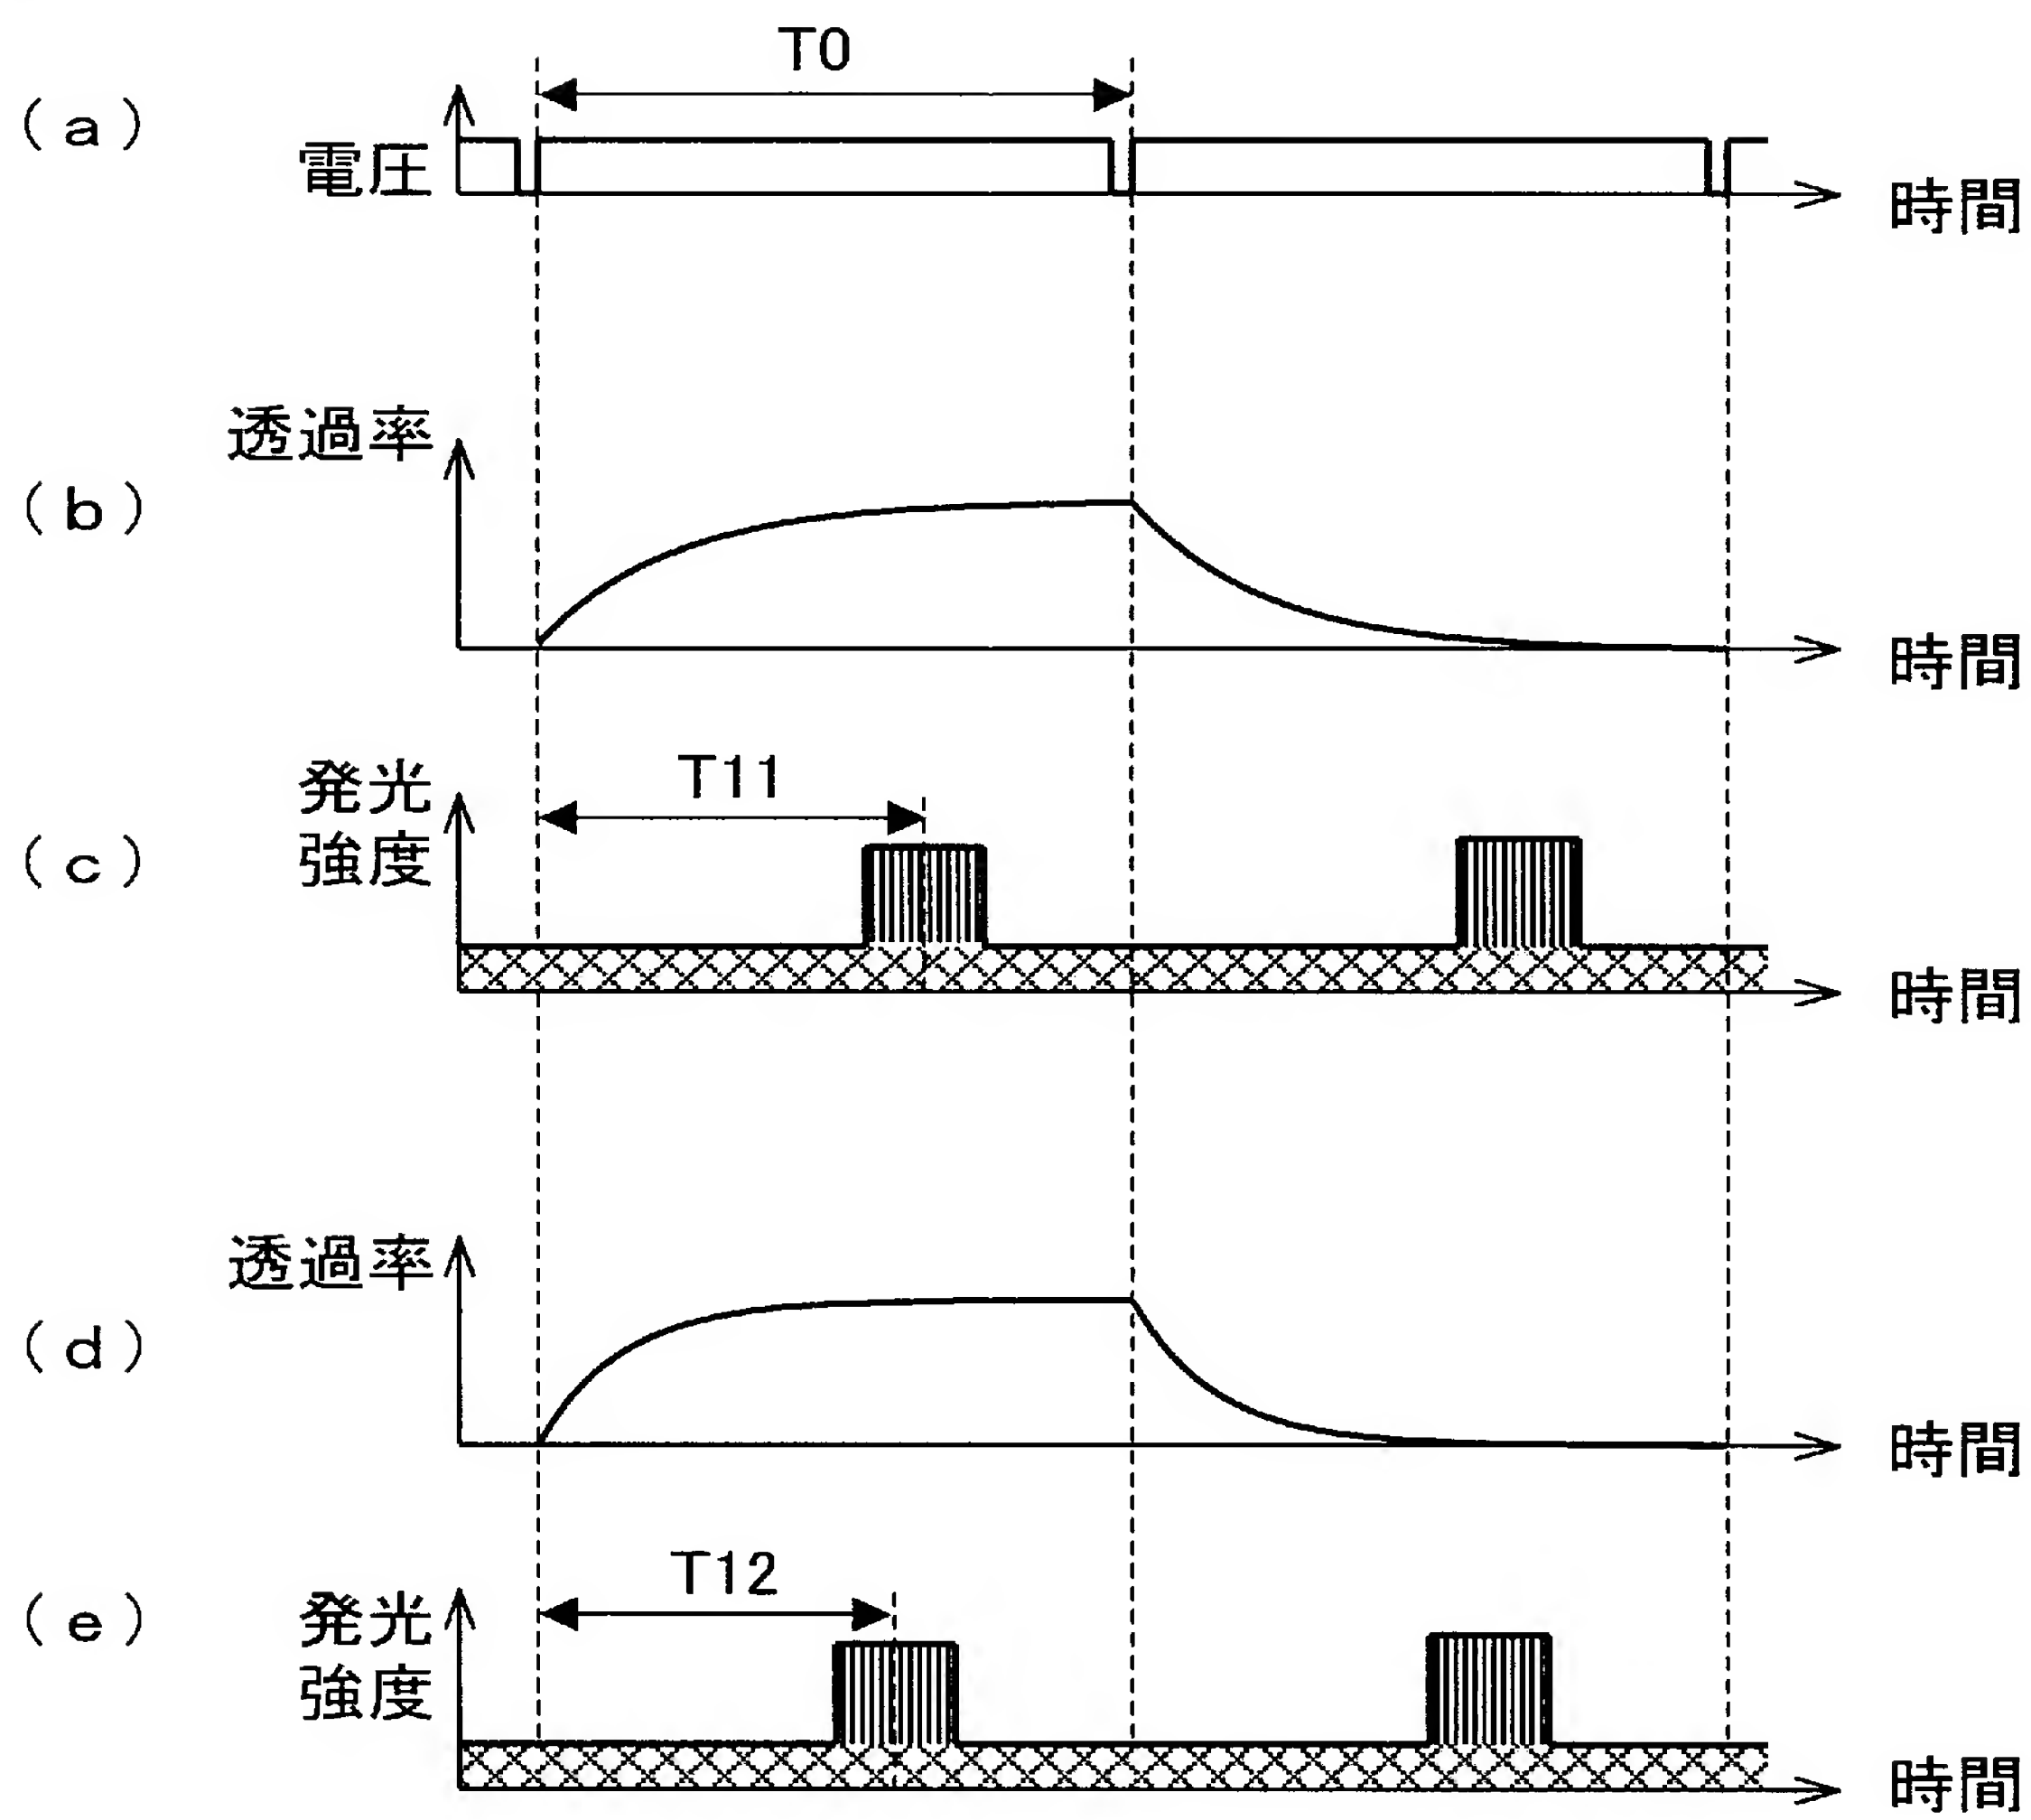 T0
(a)
電圧
時間
透過率
(b)
時間
T11
発光
強度
(c)
時間
透過率
(d)
時間
T12
発光
強度
(e)
時間